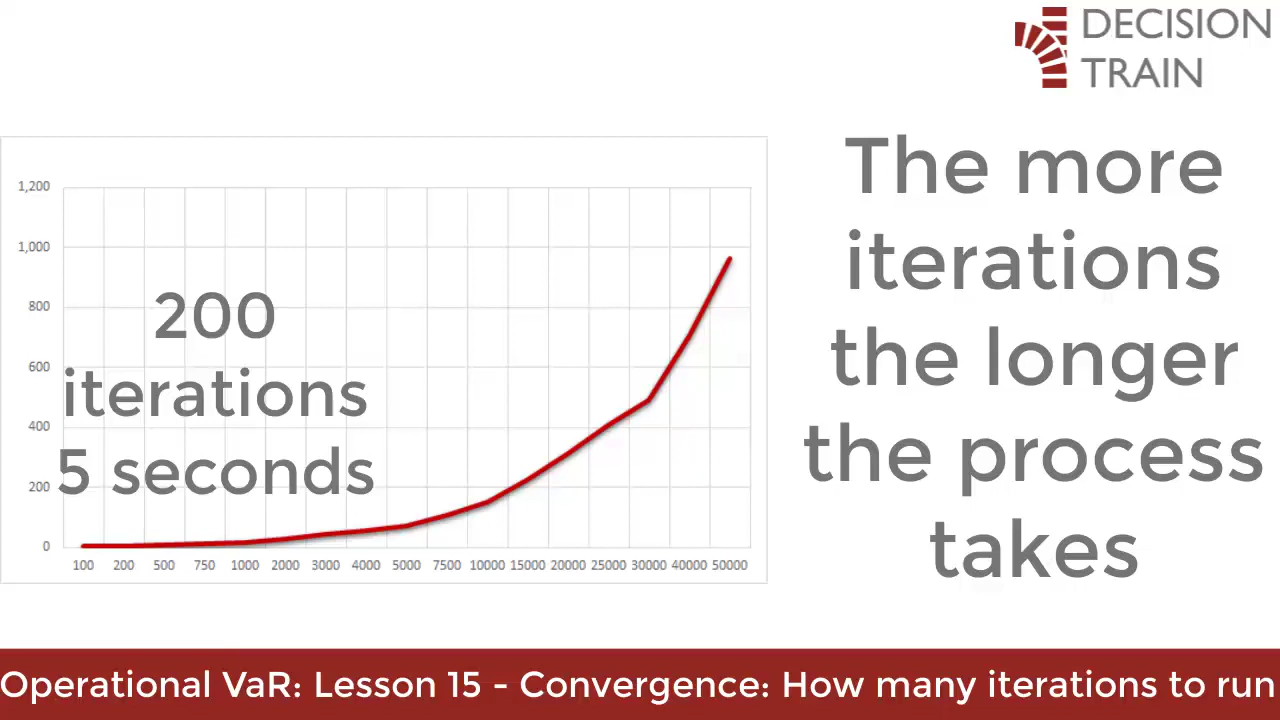 DECISION
TRAIN
The more
iterations
the longer
the process
takes
1,200
1,000
800
600
400
200
0
200
iterations
5 seconds
100 200 500 750 1000 2000 3000 4000 5000 7500 10000 15000 20000 25000 30000 40000 50000
Operational VaR: Lesson 15 - Convergence: How many iterations to run